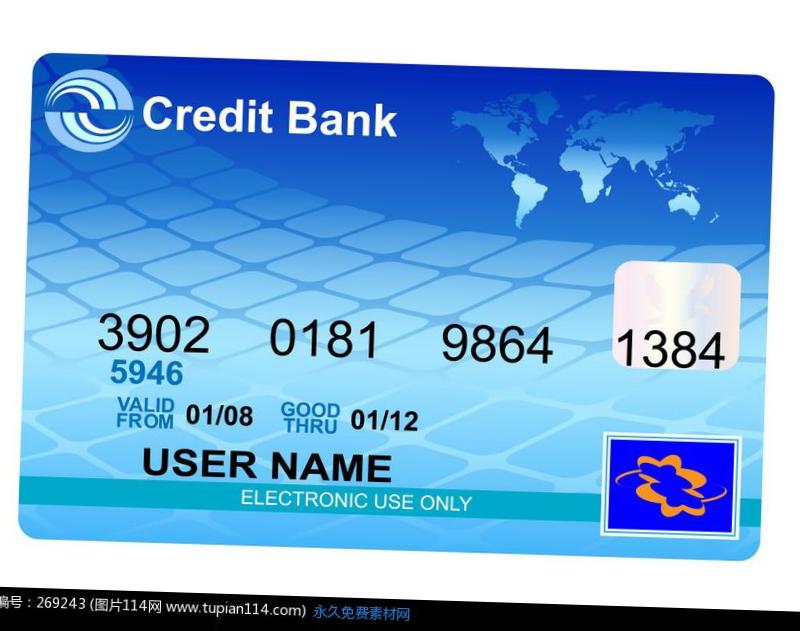 Credit Bank
3902 0181 9864 1384
5946
VALID FROM 01/08 GOOD THRU 01/12
USER NAME
ELECTRONIC USE ONLY
编号：269243 (图片114网 www.tupian114.com) 永久免费素材网